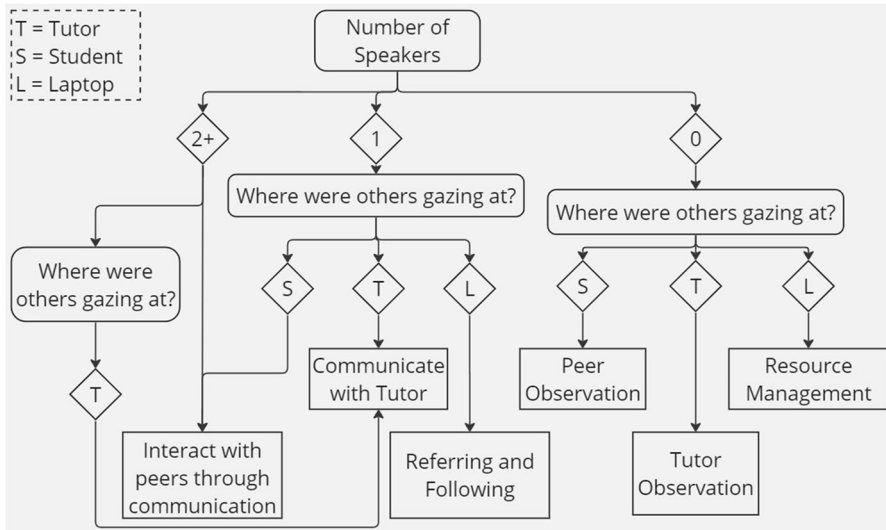 T = Tutor
S = Student
L = Laptop
Number of
Speakers
2+
1
0
Where were others gazing at?
Where were others gazing at?
Where were
others gazing at?
S
T
L
S
T
L
T
Communicate
with Tutor
Peer
Observation
Resource
Management
Interact with
peers through
communication
Referring and
Following
Tutor
Observation